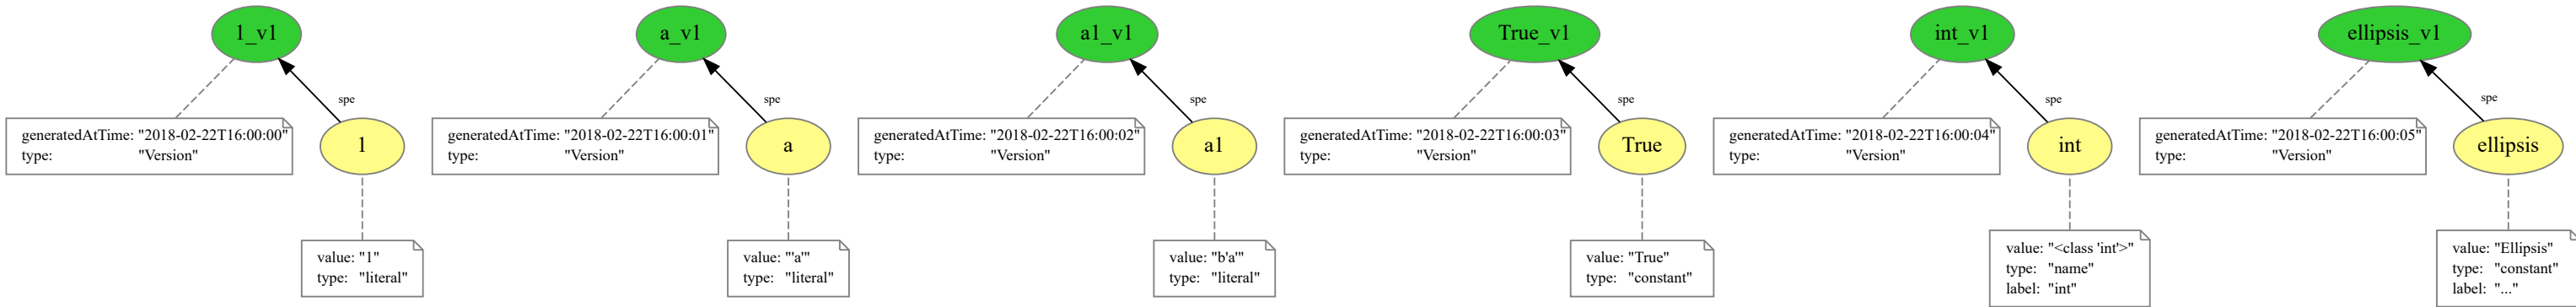 1_v1
a_v1
a1_v1
True_v1
int_v1
ellipsis_v1
spe
spe
spe
spe
spe
spe
generatedAtTime: "2018-02-22T16:00:00"
type: "Version"
1
generatedAtTime: "2018-02-22T16:00:01"
type: "Version"
a
generatedAtTime: "2018-02-22T16:00:02"
type: "Version"
a1
generatedAtTime: "2018-02-22T16:00:03"
type: "Version"
True
generatedAtTime: "2018-02-22T16:00:04"
type: "Version"
int
generatedAtTime: "2018-02-22T16:00:05"
type: "Version"
ellipsis
value: "1"
type: "literal"
value: "'a'"
type: "literal"
value: "b'a'"
type: "literal"
value: "True"
type: "constant"
value: "<class 'int'>"
type: "name"
label: "int"
value: "Ellipsis"
type: "constant"
label: "..."